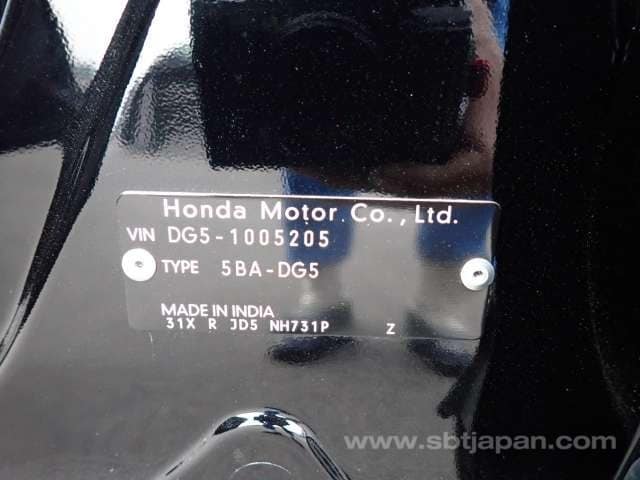 Honda Motor Co., Ltd.
VIN DG5-1005205
TYPE 5BA-DG5
MADE IN INDIA
31X R JD5 NH731P Z
www.sbtjapan.com